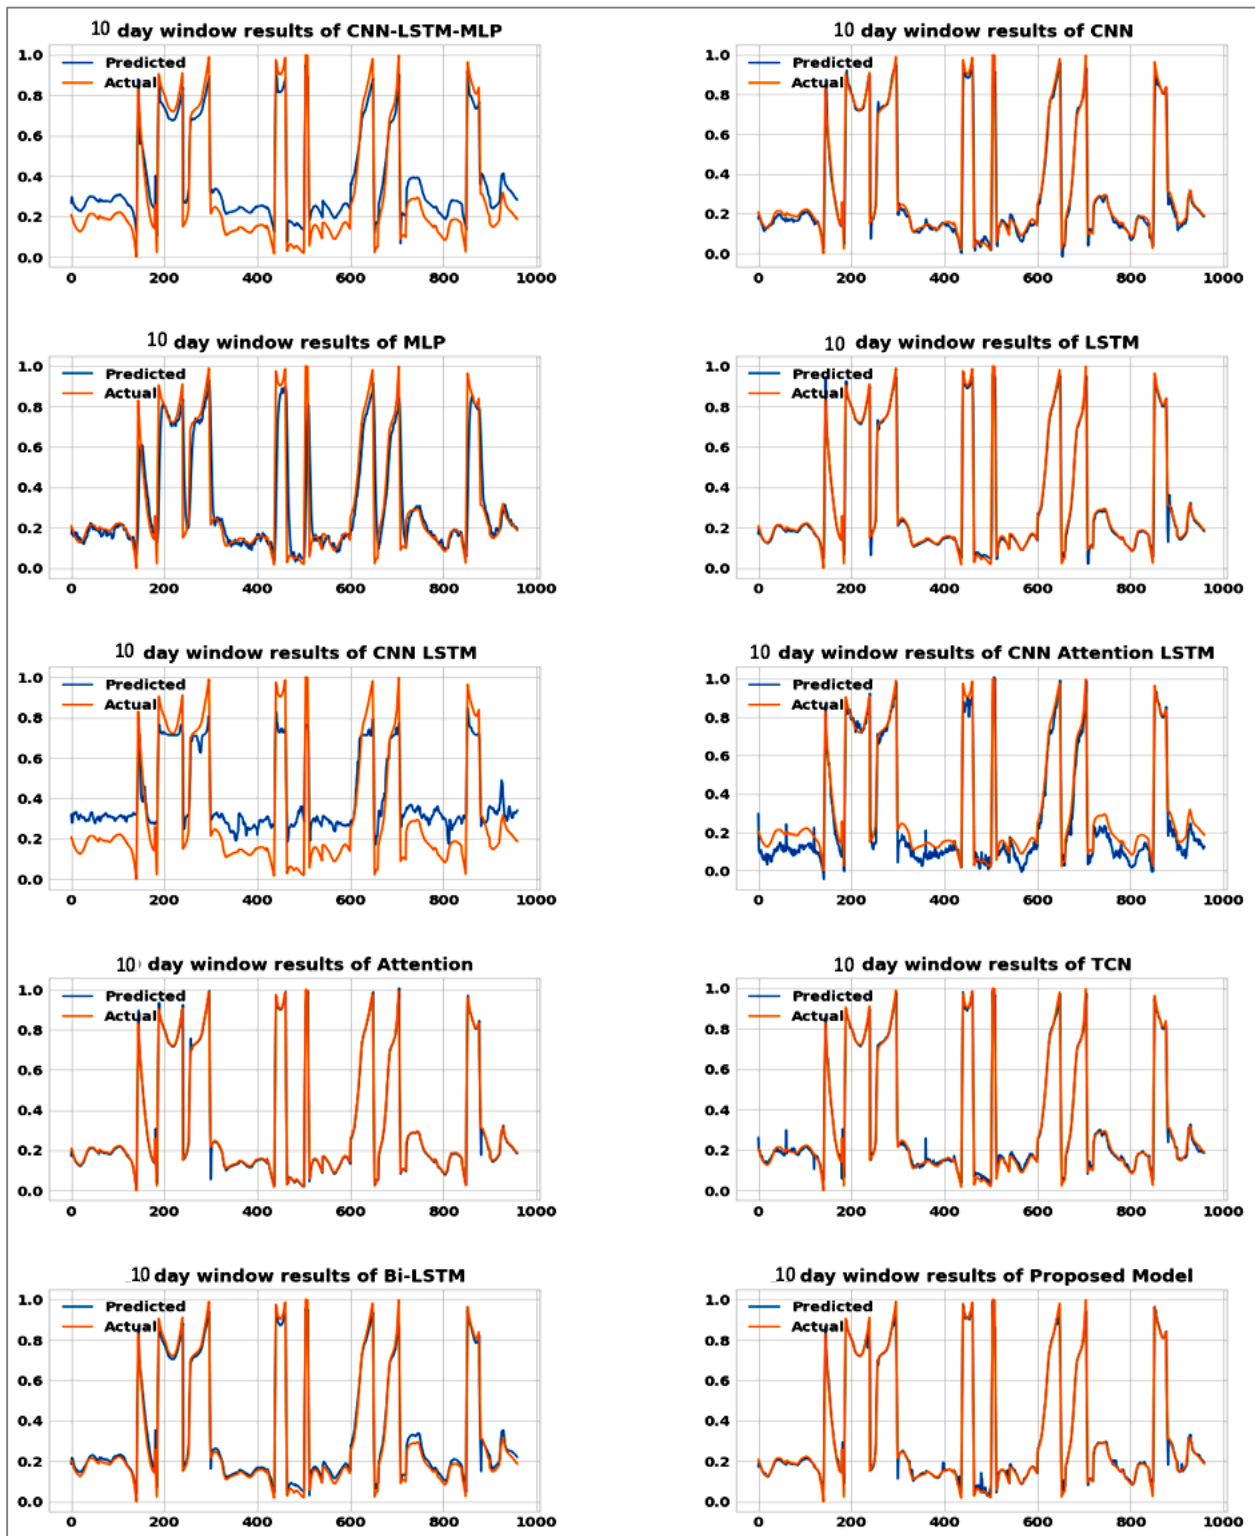 10 day window results of CNN-LSTM-MLP
1.0
0.8
0.6
0.4
0.2
0.0
Predicted
Actual
0 200 400 600 800 1000
10 day window results of CNN
1.0
0.8
0.6
0.4
0.2
0.0
Predicted
Actual
0 200 400 600 800 1000
10 day window results of MLP
1.0
0.8
0.6
0.4
0.2
0.0
Predicted
Actual
0 200 400 600 800 1000
10 day window results of LSTM
1.0
0.8
0.6
0.4
0.2
0.0
Predicted
Actual
0 200 400 600 800 1000
10 day window results of CNN LSTM
1.0
0.8
0.6
0.4
0.2
0.0
Predicted
Actual
0 200 400 600 800 1000
10 day window results of CNN Attention LSTM
1.0
0.8
0.6
0.4
0.2
0.0
Predicted
Actual
0 200 400 600 800 1000
10 day window results of Attention
1.0
0.8
0.6
0.4
0.2
0.0
Predicted
Actual
0 200 400 600 800 1000
10 day window results of TCN
1.0
0.8
0.6
0.4
0.2
0.0
Predicted
Actual
0 200 400 600 800 1000
10 day window results of Bi-LSTM
1.0
0.8
0.6
0.4
0.2
0.0
Predicted
Actual
0 200 400 600 800 1000
10 day window results of Proposed Model
1.0
0.8
0.6
0.4
0.2
0.0
Predicted
Actual
0 200 400 600 800 1000